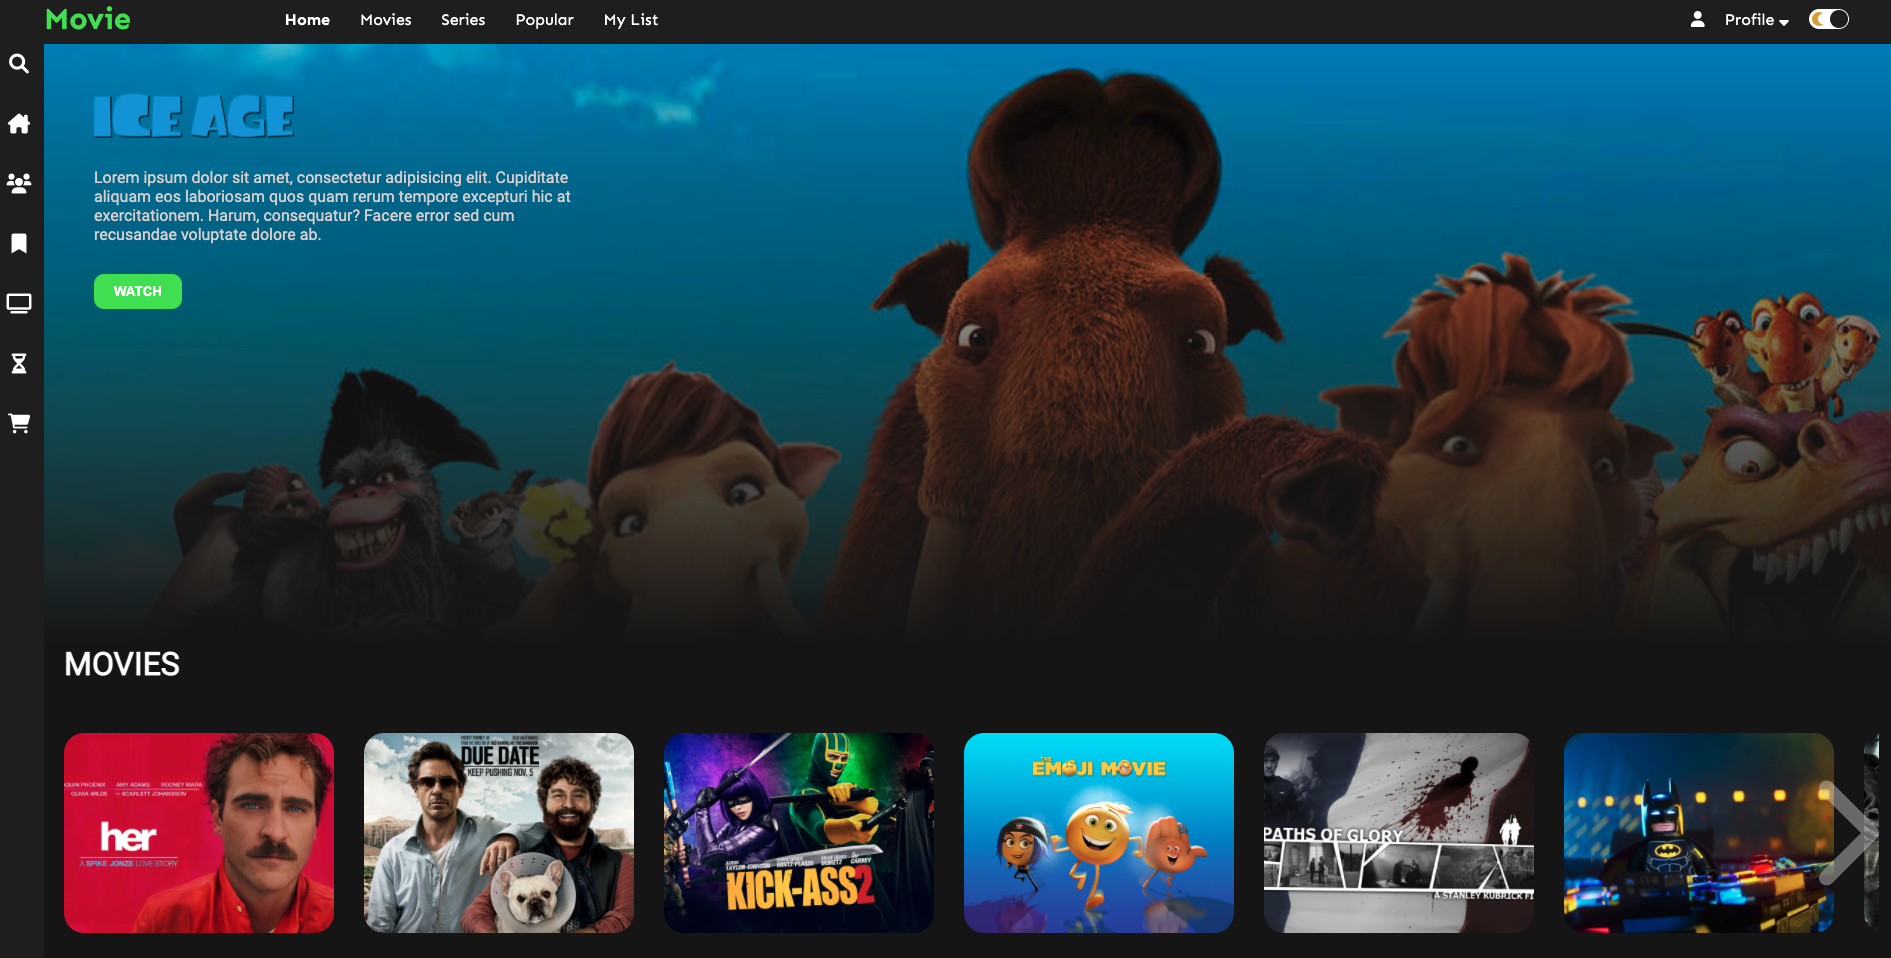 Movie
Home
Movies
Series
Popular
My List
Profile
ICE AGE
Lorem ipsum dolor sit amet, consectetur adipisicing elit. Cupiditate
aliquam eos laboriosam quos quam rerum tempore excepturi hic at
exercitationem. Harum, consequatur? Facere error sed cum
recusandae voluptate dolore ab.
WATCH
MOVIES
AQUIN PHOENIX AMY ADAMS ROONEY MARA
OLIVIA WILDE AND SCARLETT JOHANSSON
her
A SPIKE JONZE LOVE STORY
DUE DATE
KEEP PUSHING NOV. 5
KICK-ASS 2
THE
EMOJI MOVIE
PATHS OF GLORY
A STANLEY KUBRICK FI